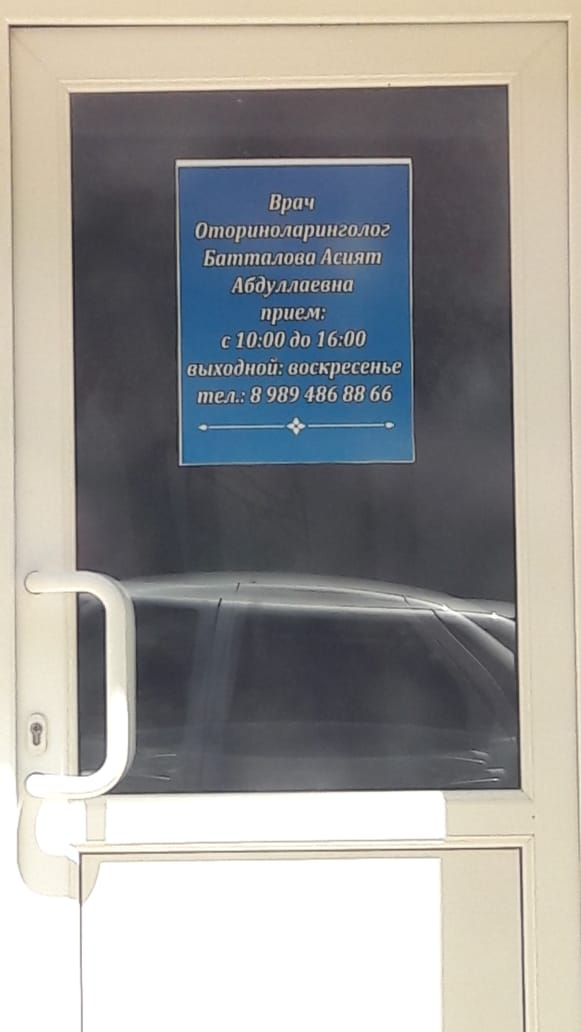 Врач
Оториноларинголог
Батталова Асият
Абдуллаевна
прием:
с 10:00 до 16:00
выходной: воскресенье
тел.: 8 989 486 88 66